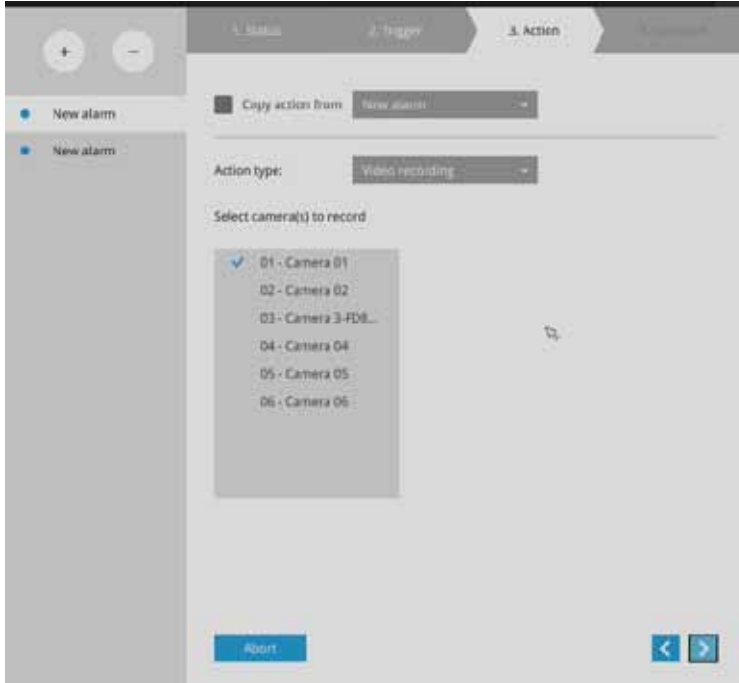 1. Status
2. Trigger
3. Action
+
−
New alarm
New alarm
Copy action from
New alarm
Action type:
Video recording
Select camera(s) to record
01 - Camera 01
02 - Camera 02
03 - Camera 3-FD8...
04 - Camera 04
05 - Camera 05
06 - Camera 06
Abort